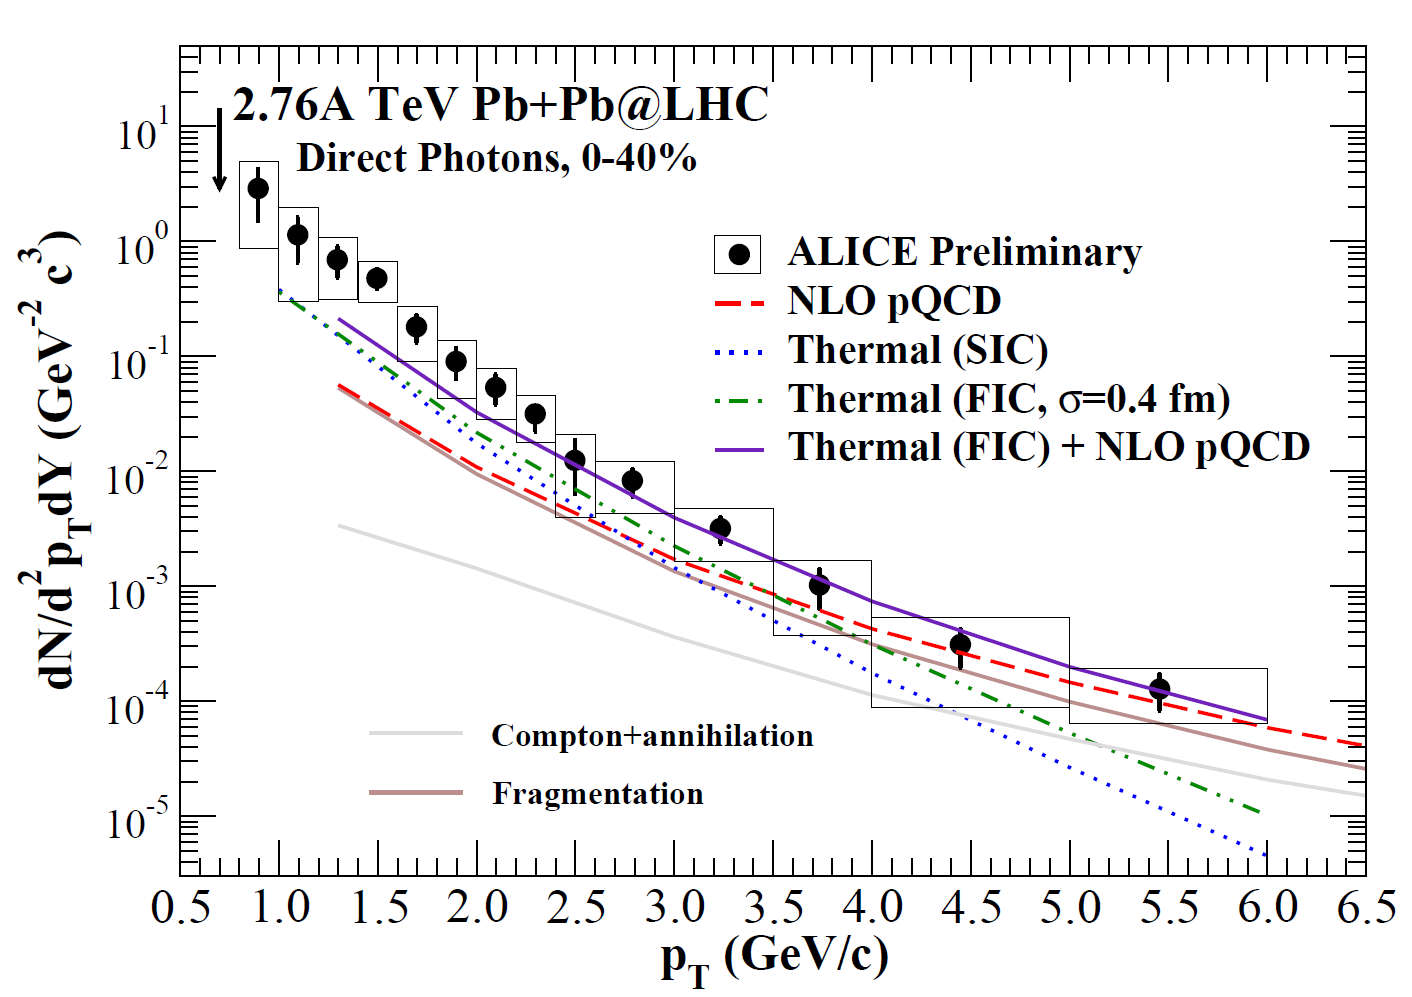 2.76A TeV Pb+Pb@LHC
Direct Photons, 0-40%
ALICE Preliminary
NLO pQCD
Thermal (SIC)
Thermal (FIC, σ=0.4 fm)
Thermal (FIC) + NLO pQCD
Compton+annihilation
Fragmentation
dN/d²p_TdY (GeV⁻² c³)
10¹
10⁰
10⁻¹
10⁻²
10⁻³
10⁻⁴
10⁻⁵
0.5 1.0 1.5 2.0 2.5 3.0 3.5 4.0 4.5 5.0 5.5 6.0 6.5
p_T (GeV/c)